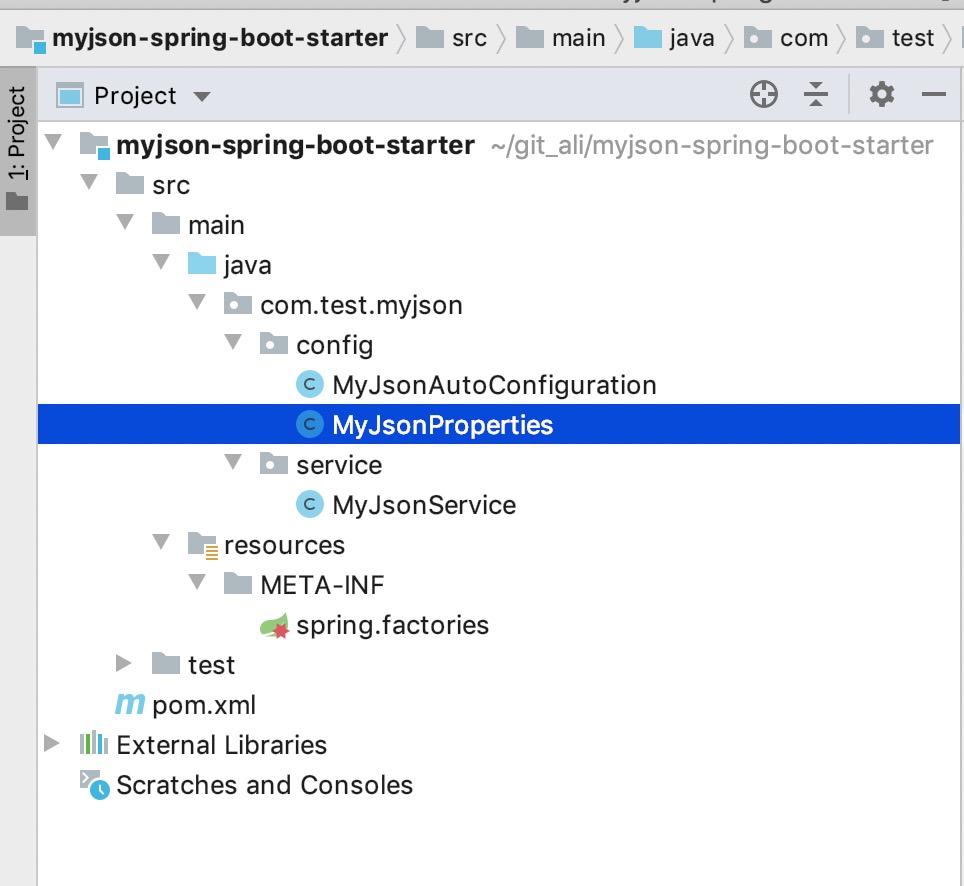 myjson-spring-boot-starter src main java com test
1: Project
Project
myjson-spring-boot-starter ~/git_ali/myjson-spring-boot-starter
src
main
java
com.test.myjson
config
C MyJsonAutoConfiguration
C MyJsonProperties
service
C MyJsonService
resources
META-INF
spring.factories
test
m pom.xml
External Libraries
Scratches and Consoles